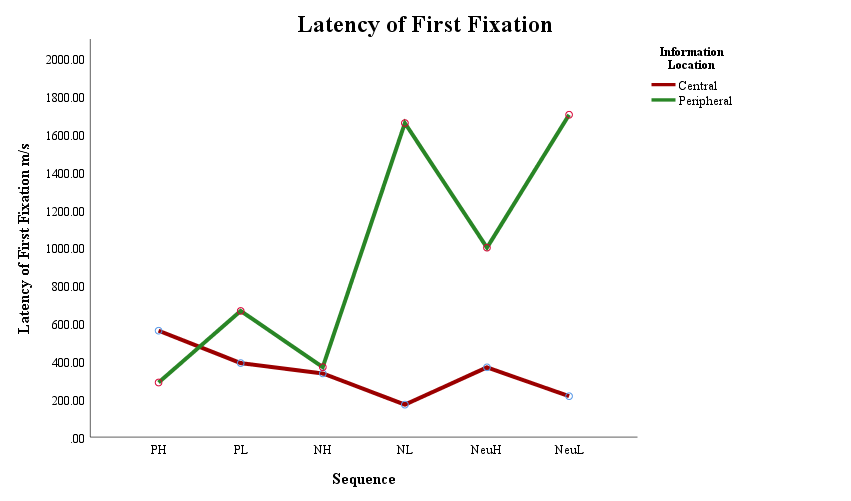 Latency of First Fixation
Information
Location
Central
Peripheral
Latency of First Fixation m/s
2000.00
1800.00
1600.00
1400.00
1200.00
1000.00
800.00
600.00
400.00
200.00
.00
PH PL NH NL NeuH NeuL
Sequence